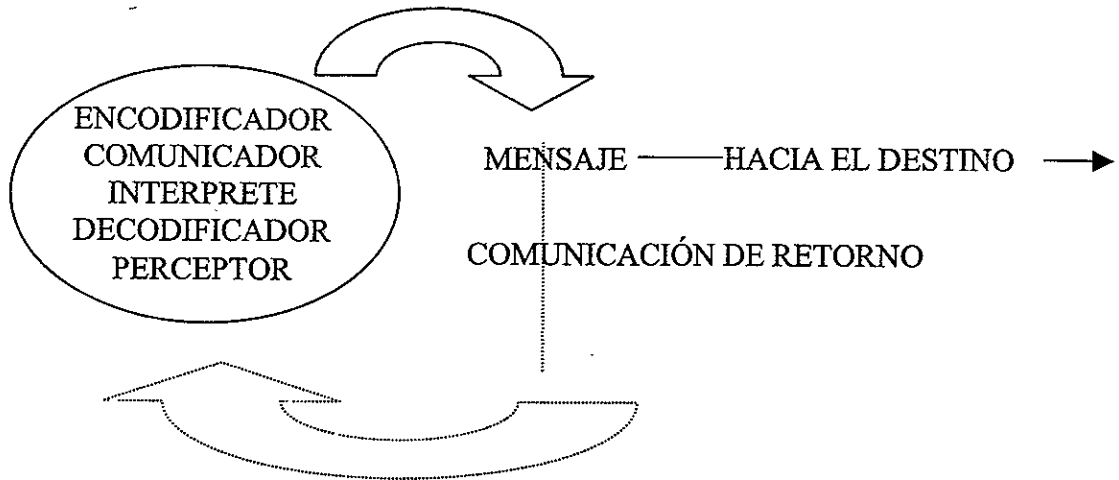 ENCODIFICADOR
COMUNICADOR
INTERPRETE
DECODIFICADOR
PERCEPTOR
MENSAJE HACIA EL DESTINO
COMUNICACIÓN DE RETORNO